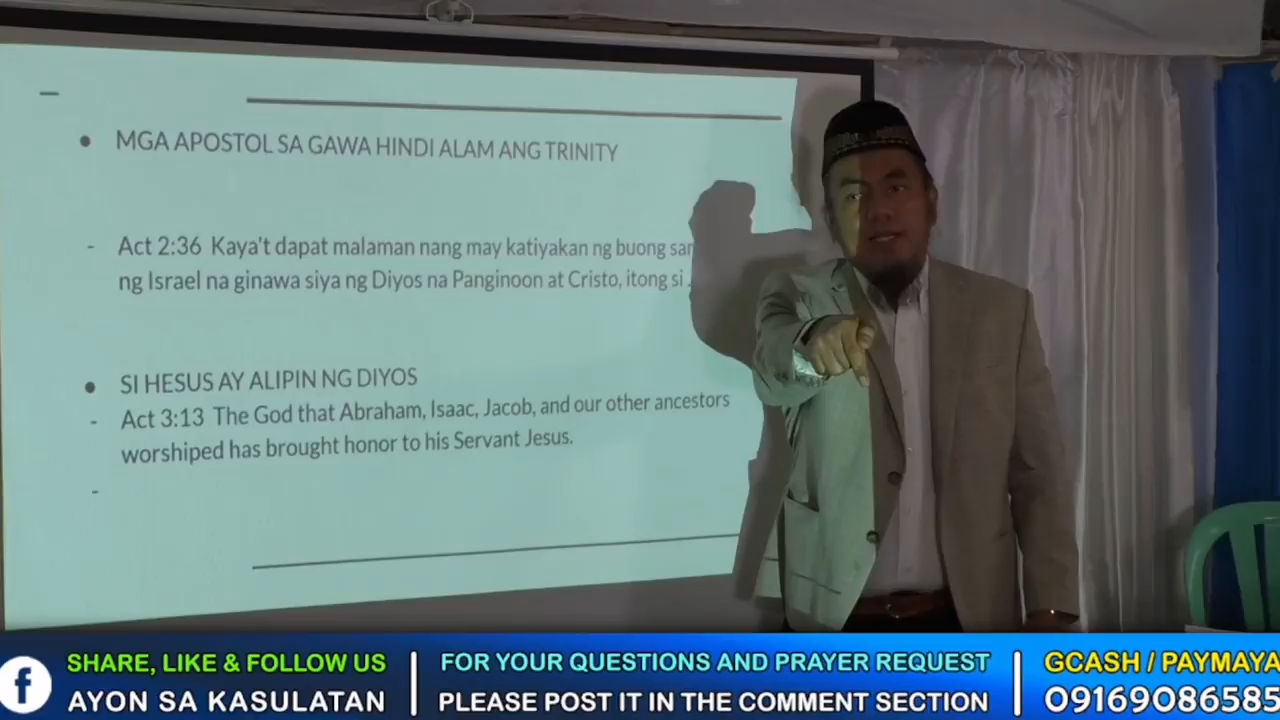 MGA APOSTOL SA GAWA HINDI ALAM ANG TRINITY
- Act 2:36 Kaya't dapat malaman nang may katiyakan ng buong
ng Israel na ginawa siya ng Diyos na Panginoon at Cristo, itong si
SI HESUS AY ALIPIN NG DIYOS
- Act 3:13 The God that Abraham, Isaac, Jacob, and our other ancestors
worshiped has brought honor to his Servant Jesus.
-
SHARE, LIKE & FOLLOW US
AYON SA KASULATAN
FOR YOUR QUESTIONS AND PRAYER REQUEST
PLEASE POST IT IN THE COMMENT SECTION
GCASH / PAYMAYA
09169086585